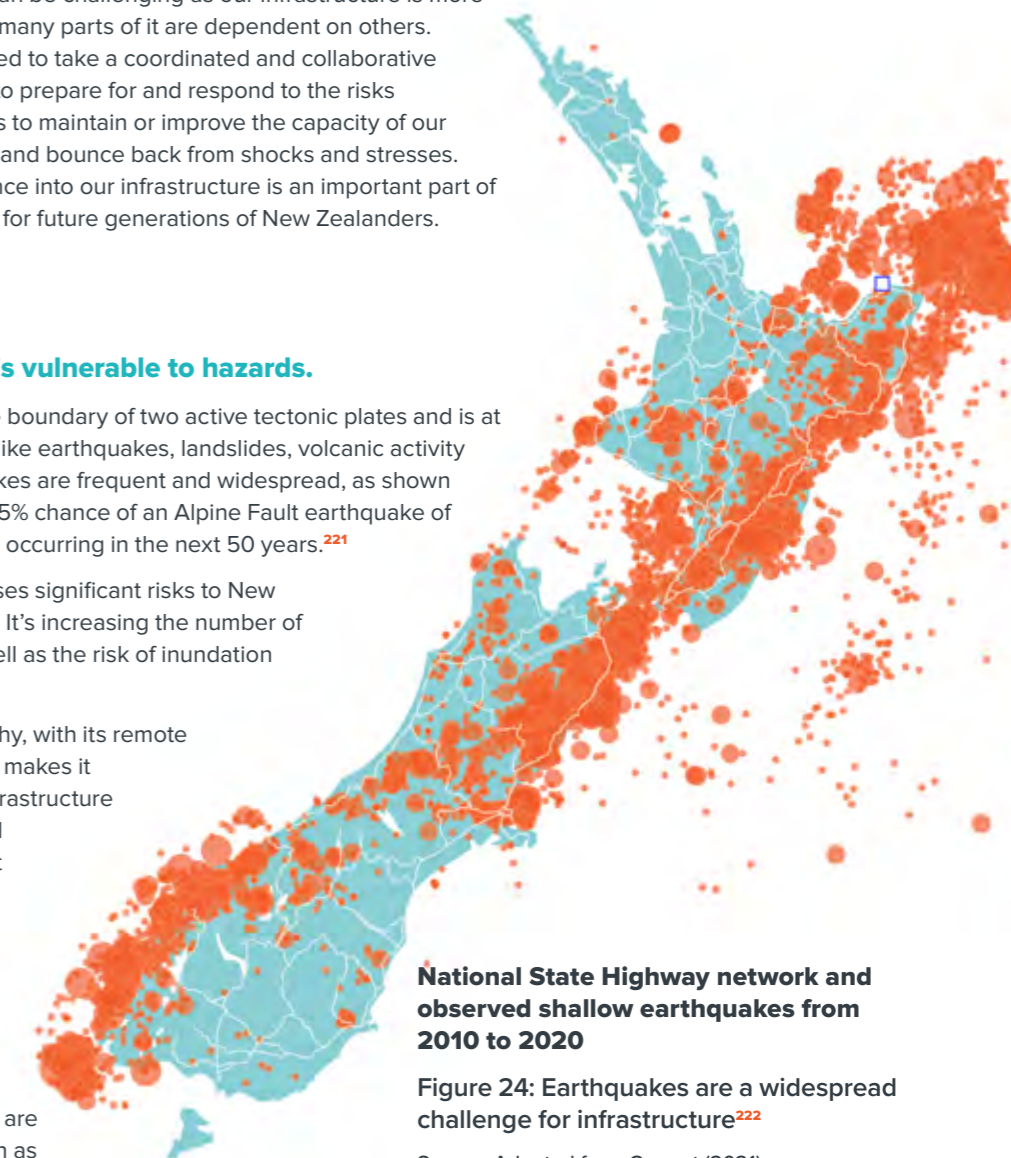 many parts of it are dependent on others.
ed to take a coordinated and collaborative
to prepare for and respond to the risks
s to maintain or improve the capacity of our
and bounce back from shocks and stresses.
nce into our infrastructure is an important part of
for future generations of New Zealanders.
s vulnerable to hazards.
boundary of two active tectonic plates and is at
like earthquakes, landslides, volcanic activity
kes are frequent and widespread, as shown
5% chance of an Alpine Fault earthquake of
occurring in the next 50 years.221
ses significant risks to New
It's increasing the number of
ell as the risk of inundation
hy, with its remote
makes it
rastructure
are
as
National State Highway network and
observed shallow earthquakes from
2010 to 2020
Figure 24: Earthquakes are a widespread
challenge for infrastructure222